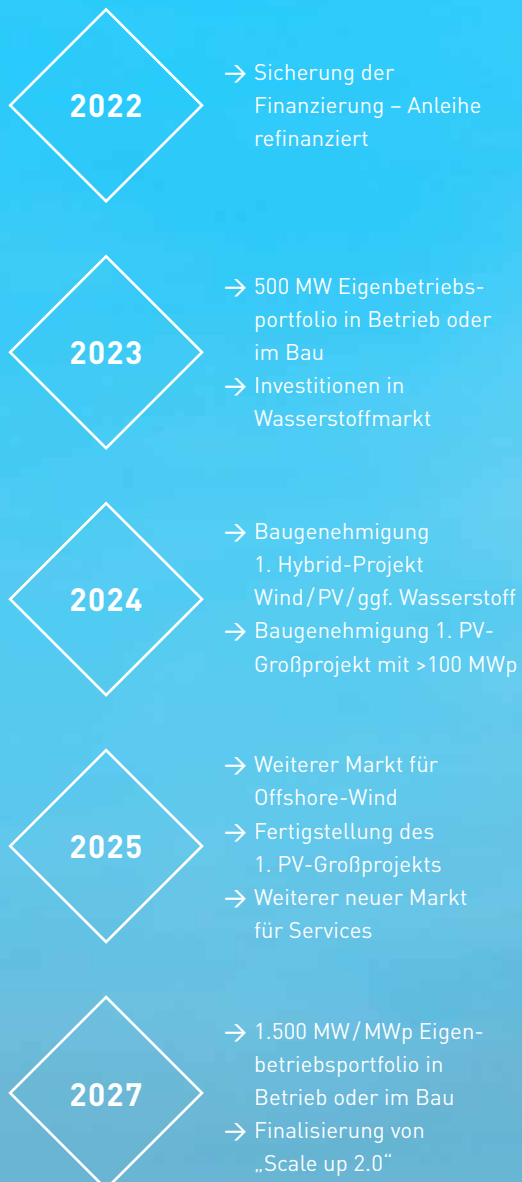 2022
→ Sicherung der
Finanzierung – Anleihe
refinanziert
2023
→ 500 MW Eigenbetriebs-
portfolio in Betrieb oder
im Bau
→ Investitionen in
Wasserstoffmarkt
2024
→ Baugenehmigung
1. Hybrid-Projekt
Wind / PV / ggf. Wasserstoff
→ Baugenehmigung 1. PV-
Großprojekt mit >100 MWp
2025
→ Weiterer Markt für
Offshore-Wind
→ Fertigstellung des
1. PV-Großprojekts
→ Weiterer neuer Markt
für Services
2027
→ 1.500 MW / MWp Eigen-
betriebsportfolio in
Betrieb oder im Bau
→ Finalisierung von
„Scale up 2.0“